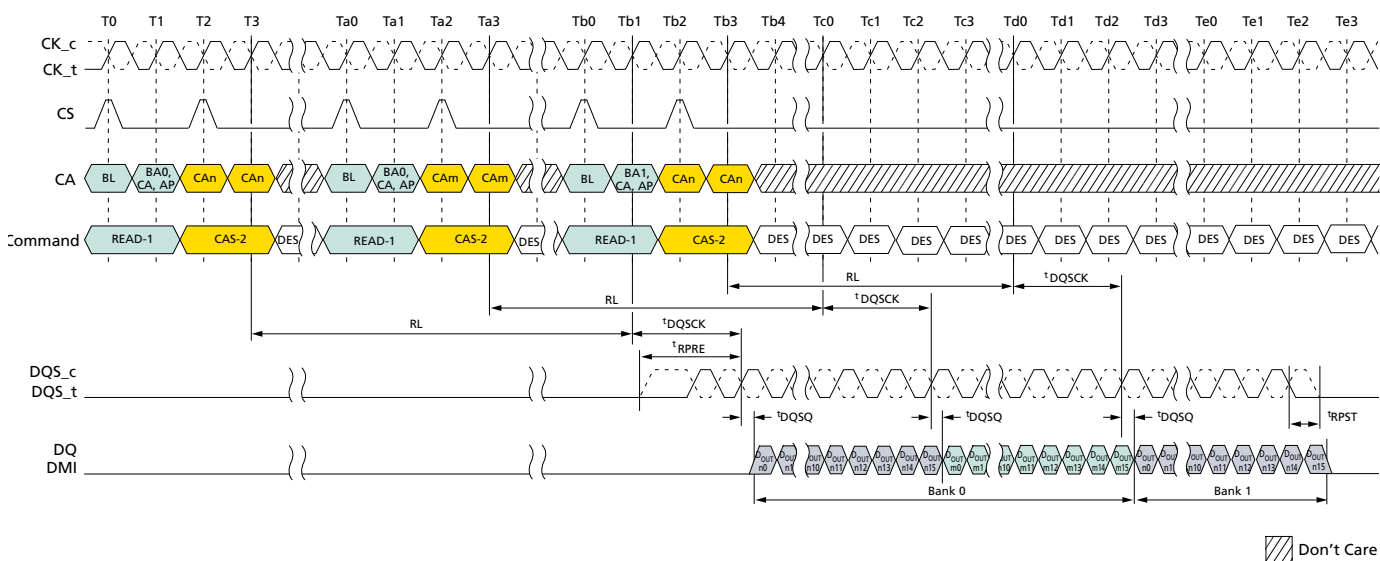 T0 T1 T2 T3 Ta0 Ta1 Ta2 Ta3 Tb0 Tb1 Tb2 Tb3 Tb4 Tc0 Tc1 Tc2 Tc3 Td0 Td1 Td2 Td3 Te0 Te1 Te2 Te3
CK_c
CK_t
CS
CA BL BA0, CA, AP CAn CAn BL BA0, CA, AP CAm CAm BL BA1, CA, AP CAn CAn
Command READ-1 CAS-2 DES READ-1 CAS-2 DES READ-1 CAS-2 DES DES DES DES DES DES DES DES DES DES DES DES DES
RL tDQSCK
RL tDQSCK
RL tDQSCK
tRPRE
DQS_c
DQS_t
tDQSQ tDQSQ tDQSQ tRPST
DQ
DMI
DOUT n0 DOUT n1 DOUT n10 DOUT n11 DOUT n12 DOUT n13 DOUT n14 DOUT n15 DOUT m0 DOUT m1 DOUT m10 DOUT m11 DOUT m12 DOUT m13 DOUT m14 DOUT m15 DOUT n0 DOUT n1 DOUT n10 DOUT n11 DOUT n12 DOUT n13 DOUT n14 DOUT n15
Bank 0 Bank 1
Don't Care